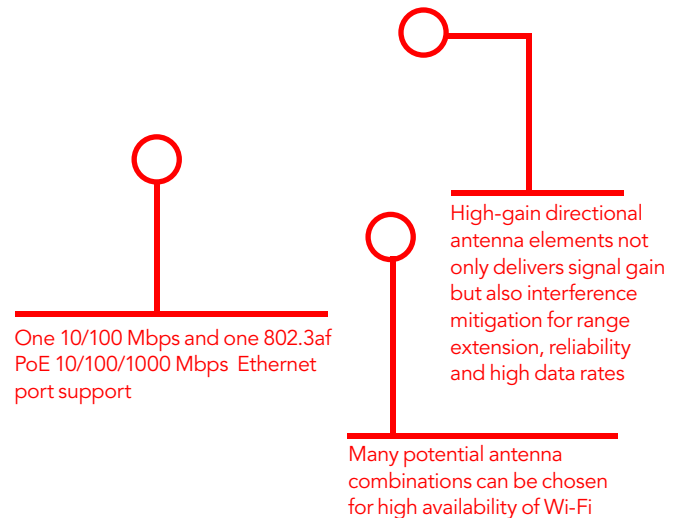 One 10/100 Mbps and one 802.3af
PoE 10/100/1000 Mbps Ethernet
port support
High-gain directional
antenna elements not
only delivers signal gain
but also interference
mitigation for range
extension, reliability
and high data rates
Many potential antenna
combinations can be chosen
for high availability of Wi-Fi